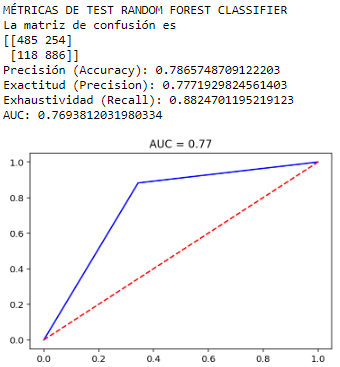 MÉTRICAS DE TEST RANDOM FOREST CLASSIFIER
La matriz de confusión es
[[485 254]
[118 886]]
Precisión (Accuracy): 0.7865748709122203
Exactitud (Precision): 0.7771929824561403
Exhaustividad (Recall): 0.8824701195219123
AUC: 0.7693812031980334
AUC = 0.77
1.0
0.8
0.6
0.4
0.2
0.0
0.0 0.2 0.4 0.6 0.8 1.0